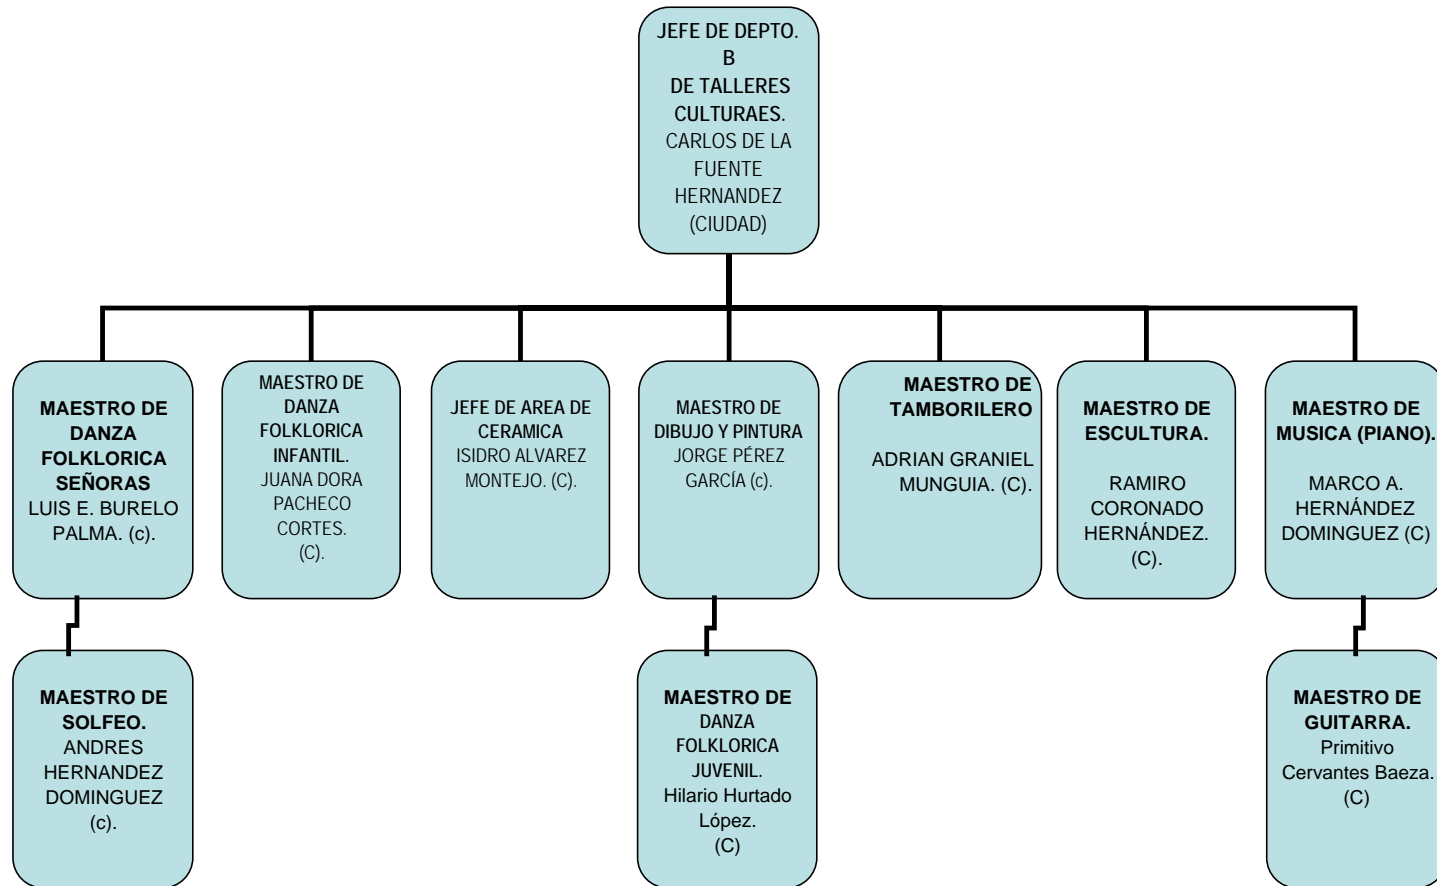 JEFE DE DEPTO.
B
DE TALLERES
CULTURAES.
CARLOS DE LA
FUENTE
HERNANDEZ
(CIUDAD)
MAESTRO DE
DANZA
FOLKLORICA
SEÑORAS
LUIS E. BURELO
PALMA. (c).
MAESTRO DE
DANZA
FOLKLORICA
INFANTIL.
JUANA DORA
PACHECO
CORTES.
(C).
JEFE DE AREA DE
CERAMICA
ISIDRO ALVAREZ
MONTEJO. (C).
MAESTRO DE
DIBUJO Y PINTURA
JORGE PÉREZ
GARCÍA (c).
MAESTRO DE
TAMBORILERO
ADRIAN GRANIEL
MUNGUIA. (C).
MAESTRO DE
ESCULTURA.
RAMIRO
CORONADO
HERNÁNDEZ.
(C).
MAESTRO DE
MUSICA (PIANO).
MARCO A.
HERNÁNDEZ
DOMINGUEZ (C)
MAESTRO DE
SOLFEO.
ANDRES
HERNANDEZ
DOMINGUEZ
(c).
MAESTRO DE
DANZA
FOLKLORICA
JUVENIL.
Hilario Hurtado
López.
(C)
MAESTRO DE
GUITARRA.
Primitivo
Cervantes Baeza.
(C)